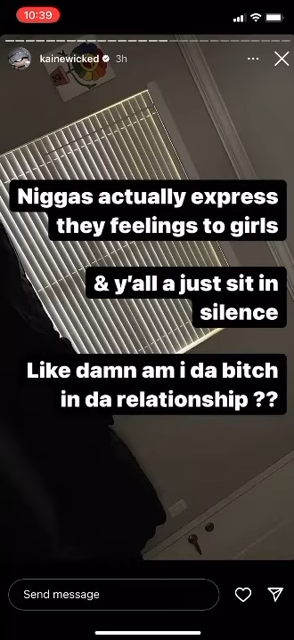 10:39
kainewicked 3h
Niggas actually express
they feelings to girls
& y'all a just sit in
silence
Like damn am i da bitch
in da relationship ??
Send message